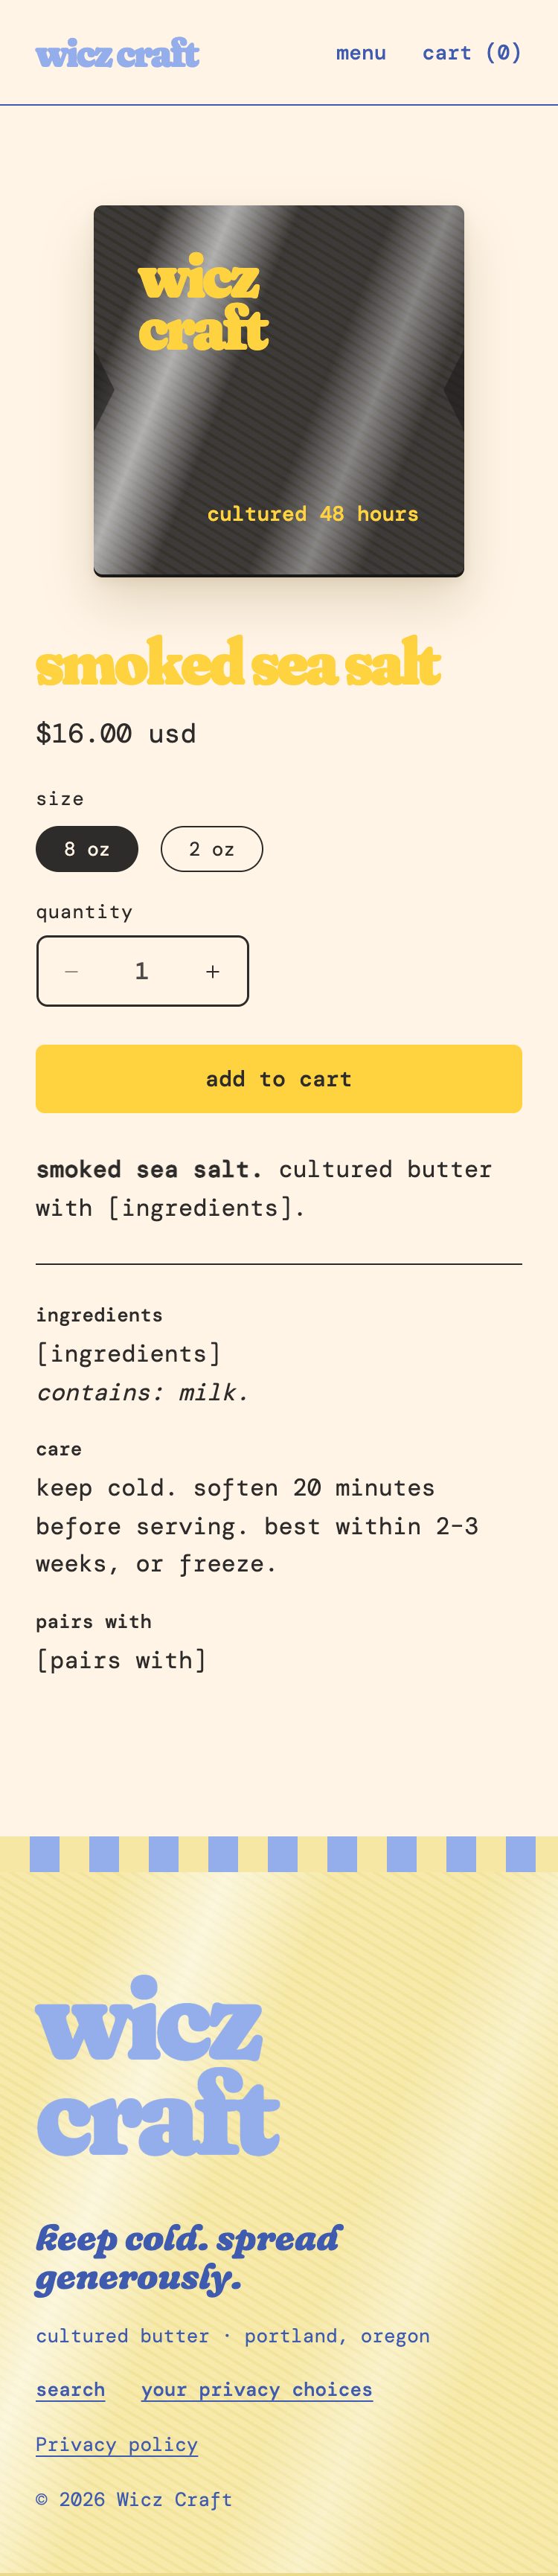 wicz craft
menu cart (0)
wicz
craft
cultured 48 hours
smoked sea salt
$16.00 usd
size
8 oz 2 oz
quantity
− 1 +
add to cart
smoked sea salt. cultured butter
with [ingredients].
ingredients
[ingredients]
contains: milk.
care
keep cold. soften 20 minutes
before serving. best within 2–3
weeks, or freeze.
pairs with
[pairs with]
wicz
craft
keep cold. spread
generously.
cultured butter · portland, oregon
search your privacy choices
Privacy policy
© 2026 Wicz Craft